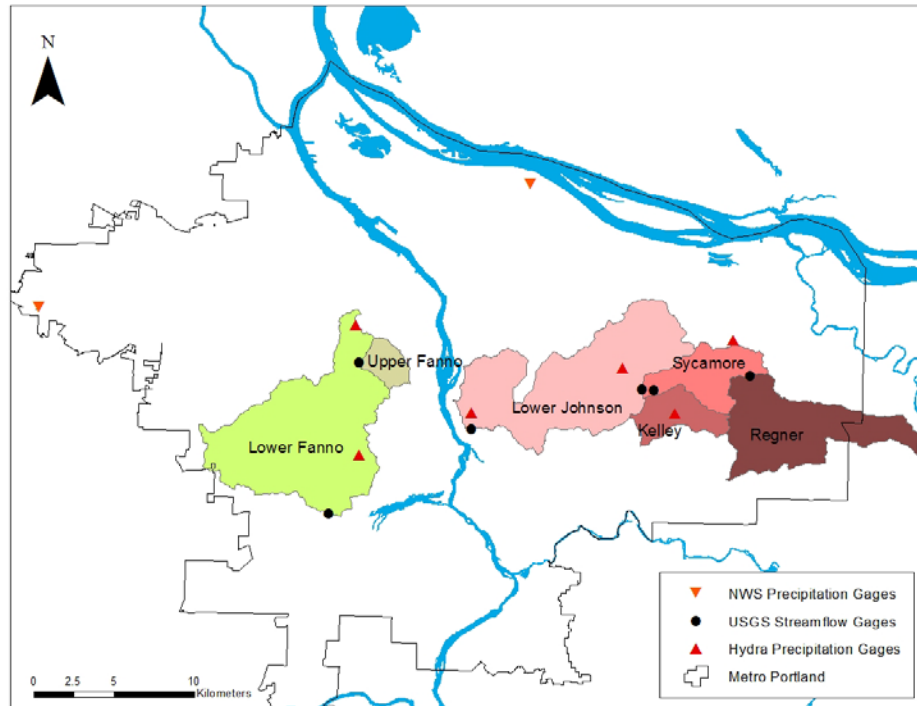 N
Upper Fanno
Sycamore
Lower Johnson
Kelley
Regner
Lower Fanno
NWS Precipitation Gages
USGS Streamflow Gages
Hydra Precipitation Gages
Metro Portland
0 2.5 5 10
Kilometers